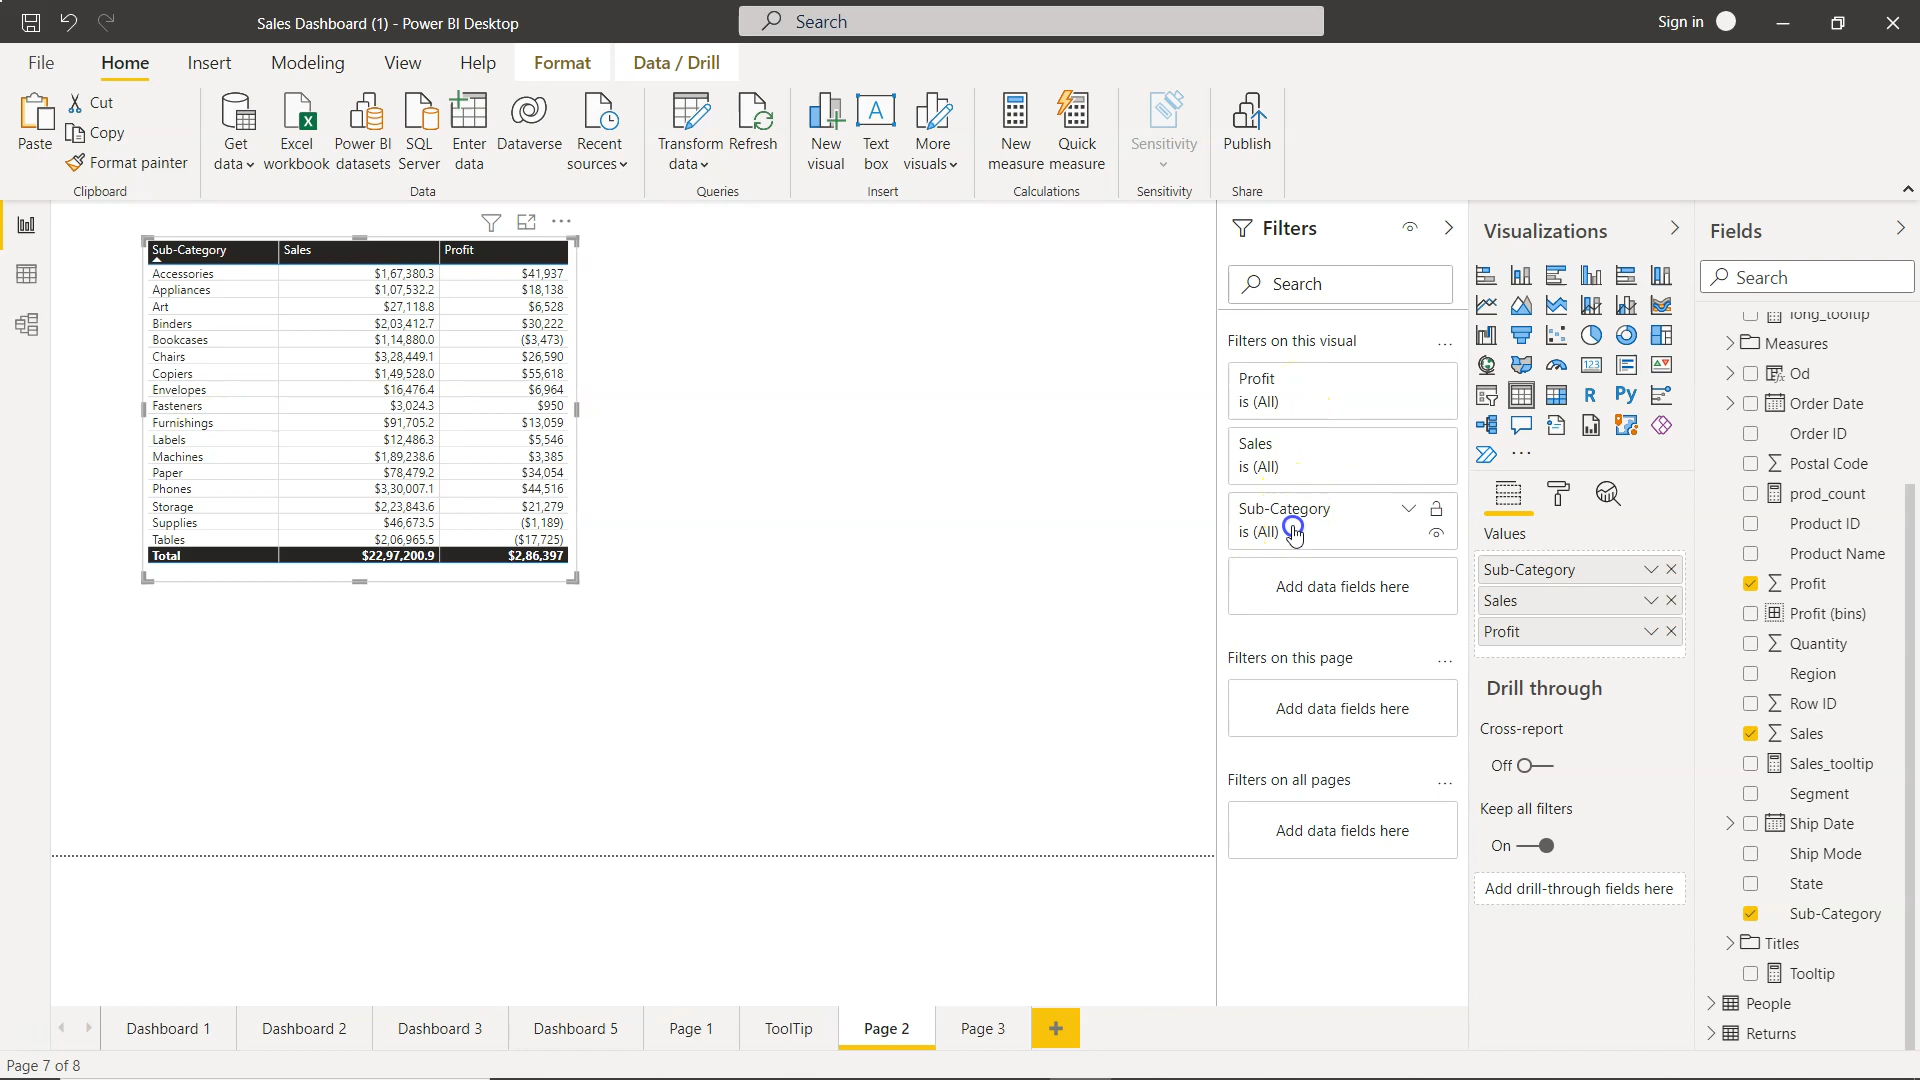 Sales Dashboard (1) - Power BI Desktop
Search
Sign in
File Home Insert Modeling View Help Format Data / Drill
Paste
Cut
Copy
Format painter
Clipboard
Get data
Excel workbook
Power BI datasets
SQL Server
Enter data
Dataverse
Recent sources
Data
Transform data
Refresh
Queries
New visual
Text box
More visuals
Insert
New measure
Quick measure
Calculations
Sensitivity
Sensitivity
Publish
Share
Sub-Category Sales Profit
Accessories $1,67,380.3 $41,937
Appliances $1,07,532.2 $18,138
Art $27,118.8 $6,528
Binders $2,03,412.7 $30,222
Bookcases $1,14,880.0 ($3,473)
Chairs $3,28,449.1 $26,590
Copiers $1,49,528.0 $55,618
Envelopes $16,476.4 $6,964
Fasteners $3,024.3 $950
Furnishings $91,705.2 $13,059
Labels $12,486.3 $5,546
Machines $1,89,238.6 $3,385
Paper $78,479.2 $34,054
Phones $3,30,007.1 $44,516
Storage $2,23,843.6 $21,279
Supplies $46,673.5 ($1,189)
Tables $2,06,965.5 ($17,725)
Total $22,97,200.9 $2,86,397
Filters
Search
Filters on this visual
Profit
is (All)
Sales
is (All)
Sub-Category
is (All)
Add data fields here
Filters on this page
Add data fields here
Filters on all pages
Add data fields here
Visualizations
123
R
Py
Values
Sub-Category
Sales
Profit
Drill through
Cross-report
Off
Keep all filters
On
Add drill-through fields here
Fields
Search
long_tooltip
Measures
Od
Order Date
Order ID
Postal Code
prod_count
Product ID
Product Name
Profit
Profit (bins)
Quantity
Region
Row ID
Sales
Sales_tooltip
Segment
Ship Date
Ship Mode
State
Sub-Category
Titles
Tooltip
People
Returns
Dashboard 1 Dashboard 2 Dashboard 3 Dashboard 5 Page 1 ToolTip Page 2 Page 3
Page 7 of 8